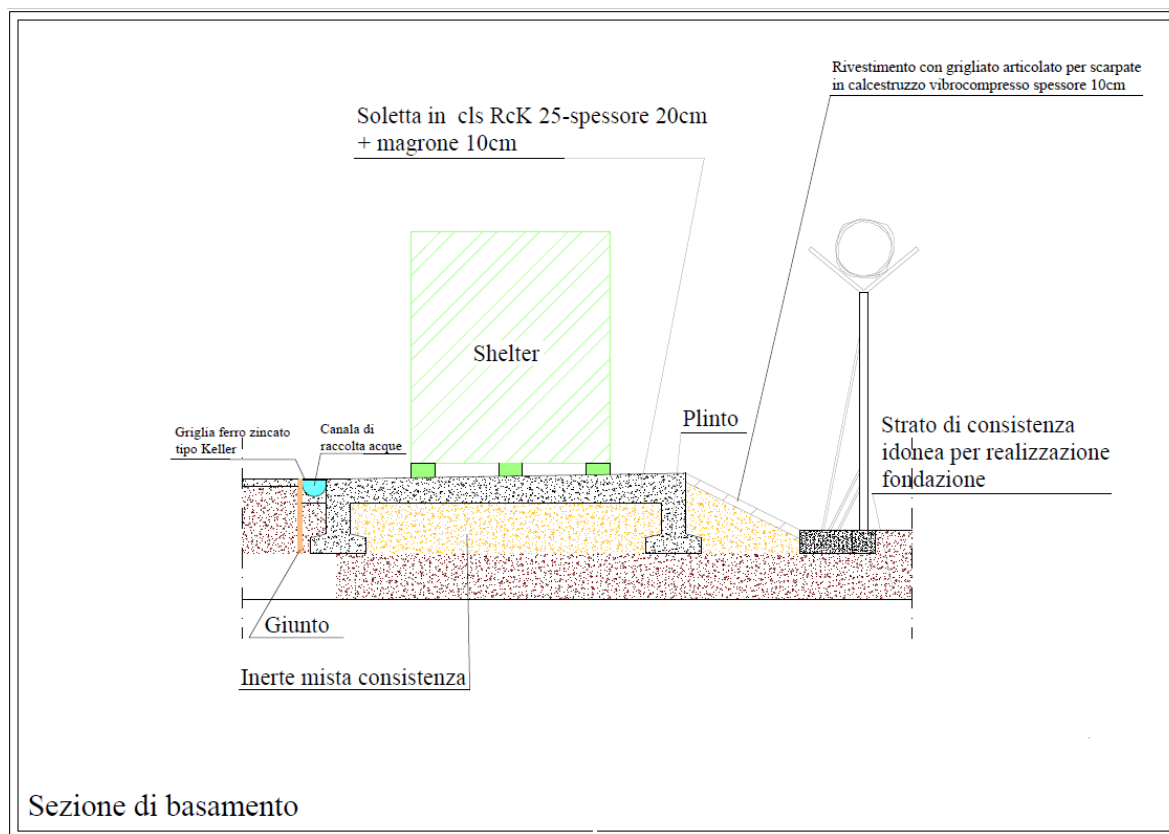 Rivestimento con grigliato articolato per scarpate
in calcestruzzo vibrocompresso spessore 10cm
Soletta in cls RcK 25-spessore 20cm
+ magrone 10cm
Shelter
Plinto
Strato di consistenza
idonea per realizzazione
fondazione
Griglia ferro zincato
tipo Keller
Canala di
raccolta acque
Giunto
Inerte mista consistenza
Sezione di basamento